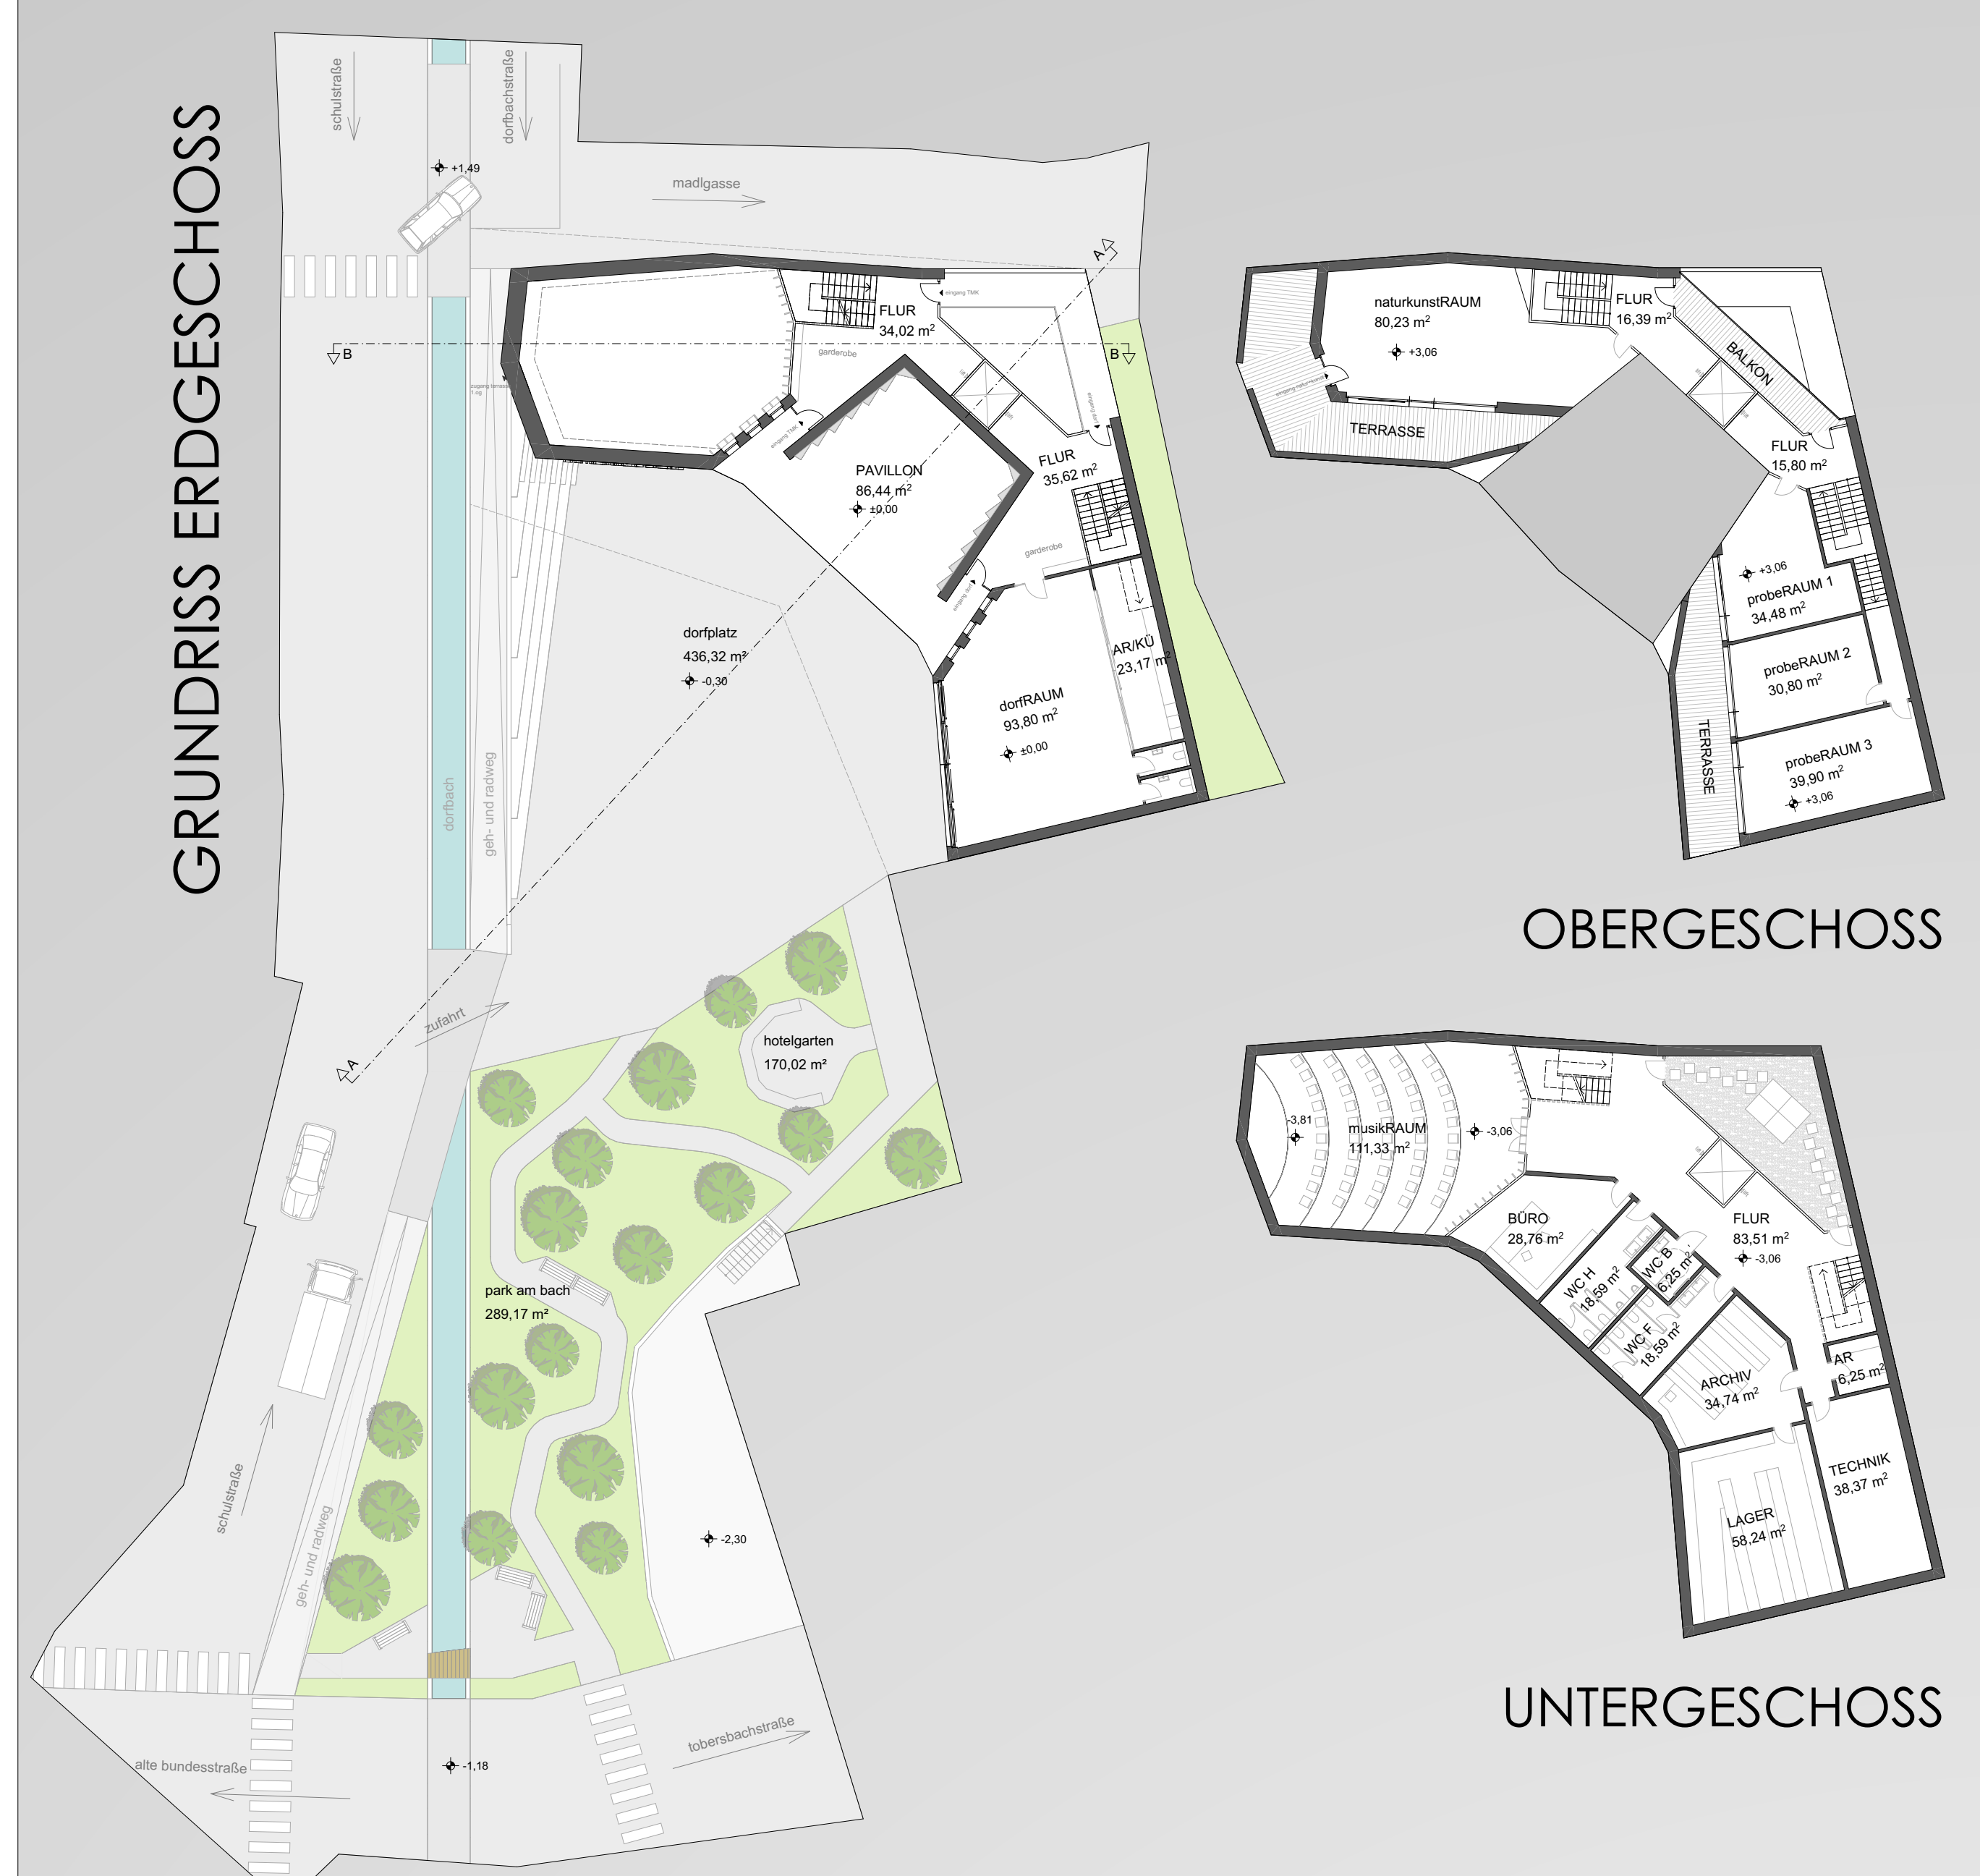 GRUNDRISS ERDGESCHOSS
schulstraße
dorfbachstraße
+1,49
madlgasse
A
B
B
FLUR
34,02 m²
eingang TMK
garderobe
eingang TMK
PAVILLON
86,44 m²
±0,00
FLUR
35,62 m²
garderobe
dorfplatz
436,32 m²
-0,30
AR/KÜ
23,17 m²
dorfRAUM
93,80 m²
±0,00
dorfbach
geh- und radweg
zufahrt
A
hotelgarten
170,02 m²
park am bach
289,17 m²
schulstraße
geh- und radweg
-2,30
alte bundesstraße
-1,18
tobersbachstraße
naturkunstRAUM
80,23 m²
+3,06
FLUR
16,39 m²
BALKON
TERRASSE
FLUR
15,80 m²
+3,06
probeRAUM 1
34,48 m²
probeRAUM 2
30,80 m²
TERRASSE
probeRAUM 3
39,90 m²
+3,06
OBERGESCHOSS
-3,81
musikRAUM
111,33 m²
-3,06
BÜRO
28,76 m²
FLUR
83,51 m²
-3,06
WC H
18,59 m²
WC B
6,25 m²
WC F
18,59 m²
ARCHIV
34,74 m²
AR
6,25 m²
TECHNIK
38,37 m²
LAGER
58,24 m²
UNTERGESCHOSS